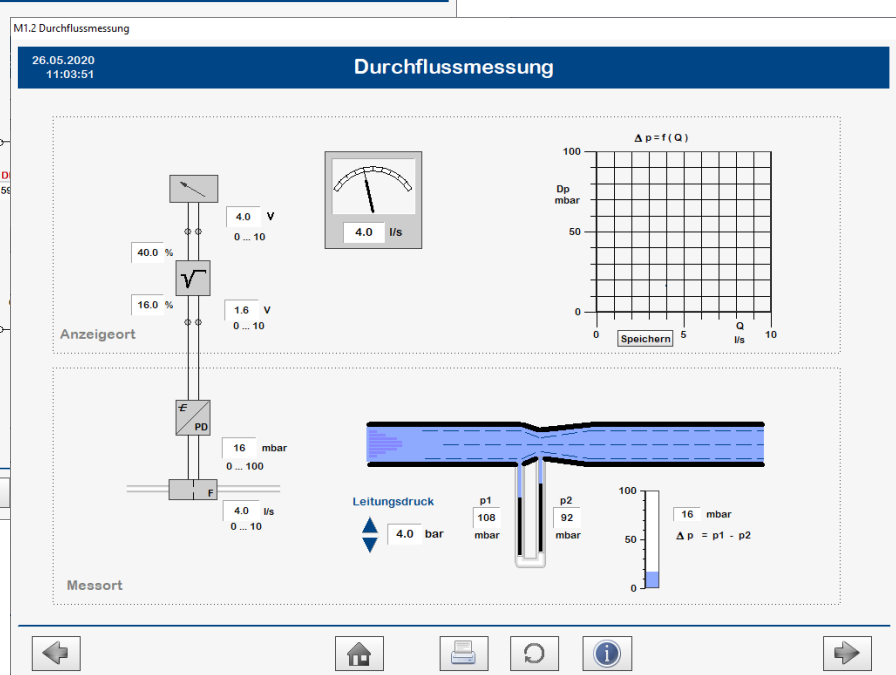 M1.2 Durchflussmessung
26.05.2020
11:03:51
Durchflussmessung
Δ p = f ( Q )
100
Dp
mbar
50
0
0
5
10
Q
l/s
Speichern
4.0 V
0 ... 10
4.0 l/s
40.0 %
16.0 %
1.6 V
0 ... 10
Anzeigeort
E
PD
16 mbar
0 ... 100
F
4.0 l/s
0 ... 10
Leitungsdruck
4.0 bar
p1
108
mbar
p2
92
mbar
100
50
0
16 mbar
Δ p = p1 - p2
Messort